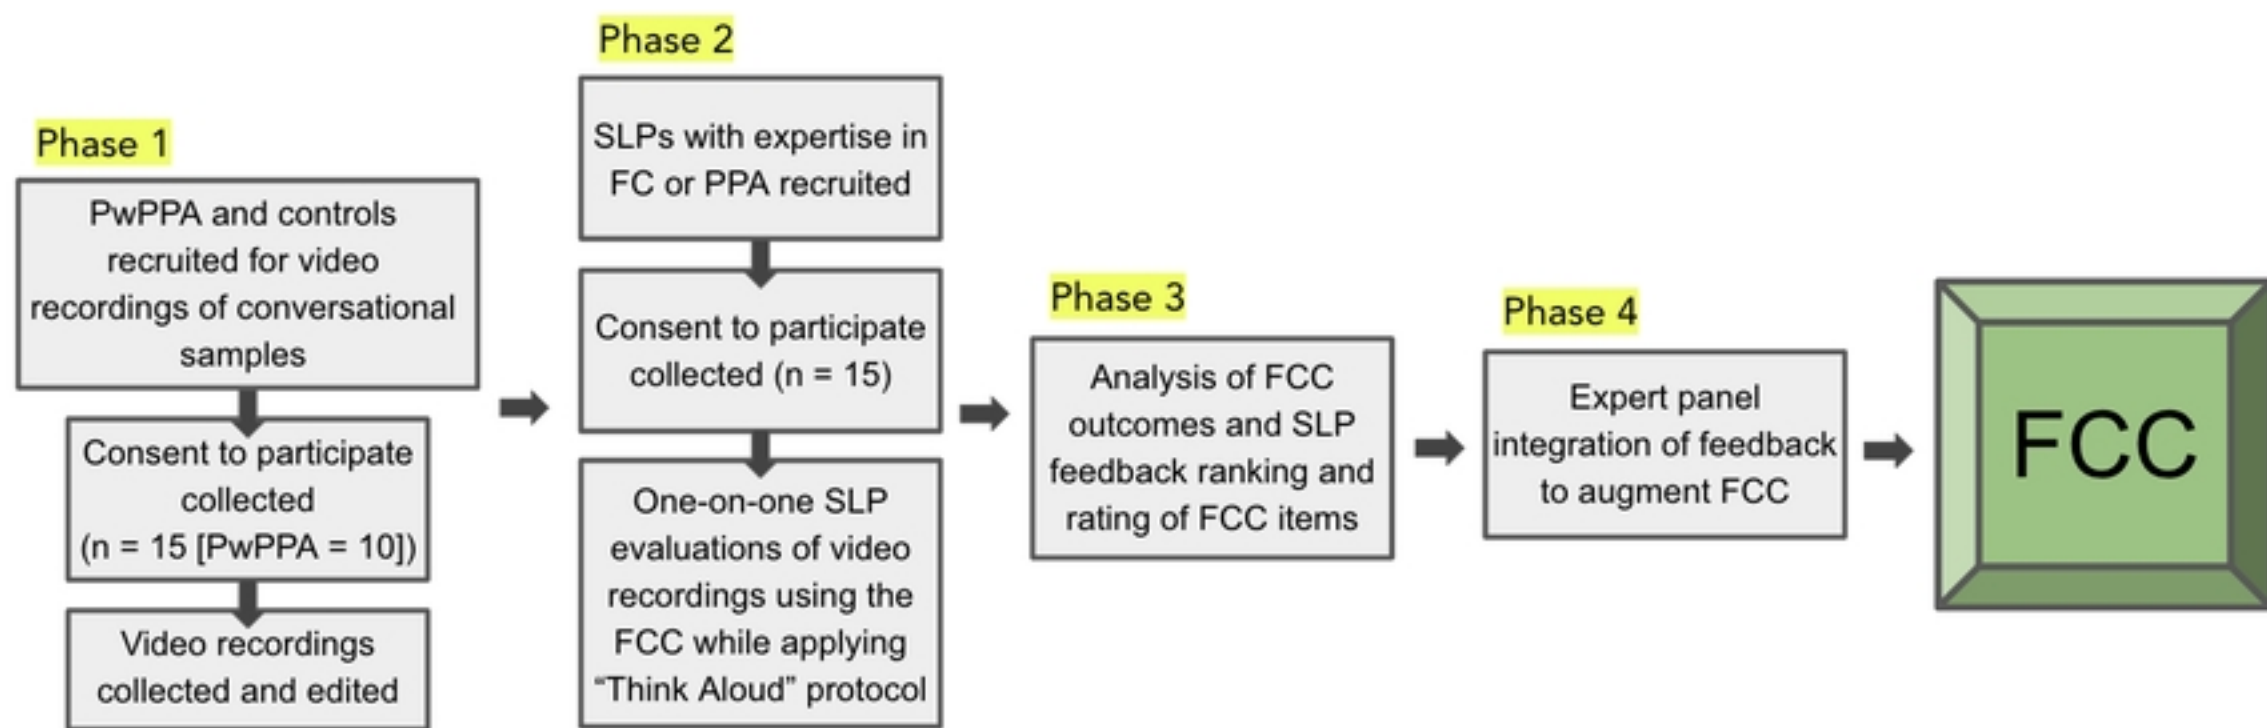 Phase 1
PwPPA and controls
recruited for video
recordings of conversational
samples
Consent to participate
collected
(n = 15 [PwPPA = 10])
Video recordings
collected and edited
Phase 2
SLPs with expertise in
FC or PPA recruited
Consent to participate
collected (n = 15)
One-on-one SLP
evaluations of video
recordings using the
FCC while applying
“Think Aloud” protocol
Phase 3
Analysis of FCC
outcomes and SLP
feedback ranking and
rating of FCC items
Phase 4
Expert panel
integration of feedback
to augment FCC
FCC